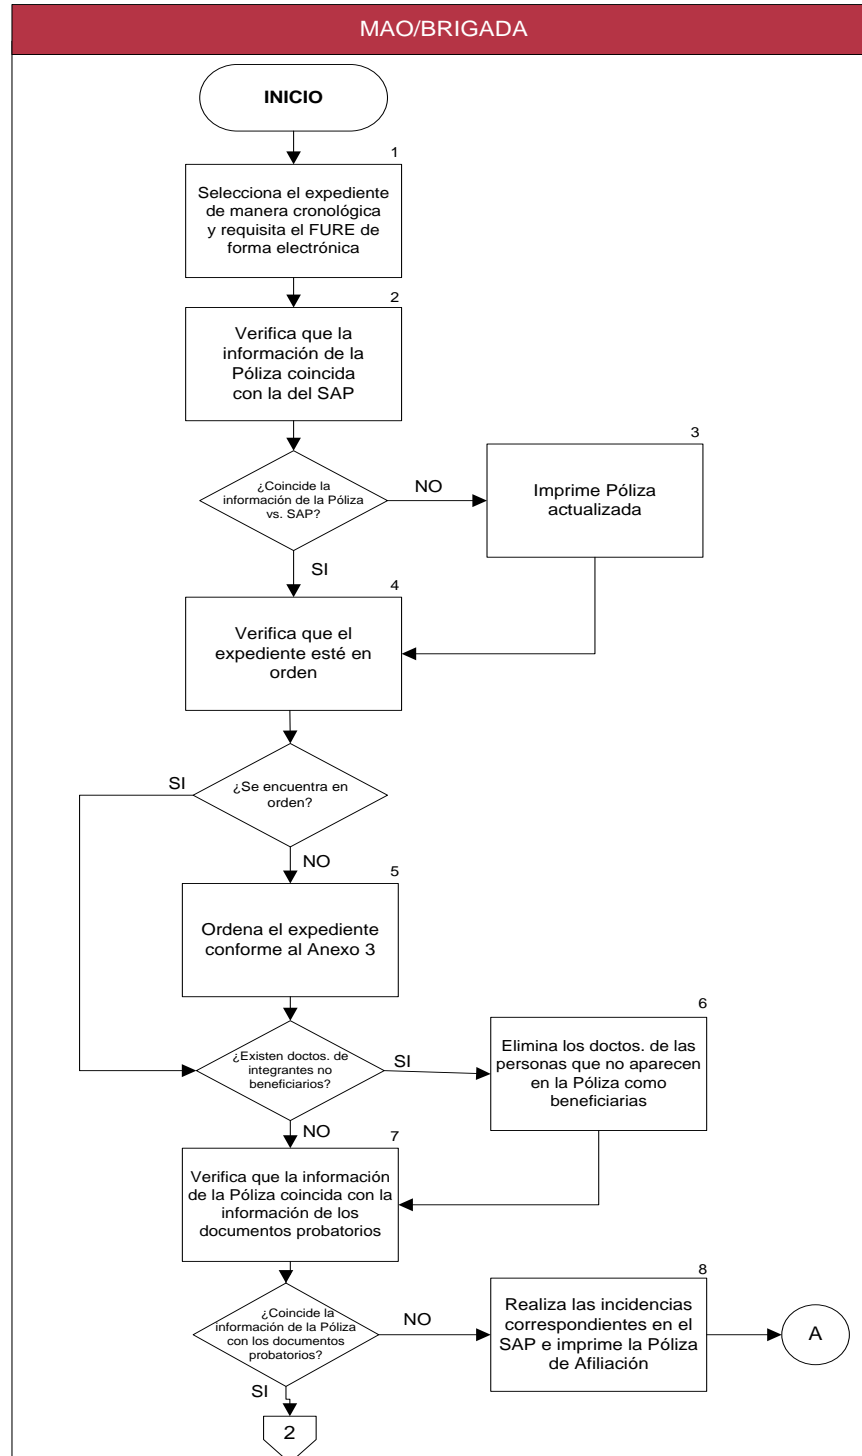 MAO/BRIGADA
INICIO
1
Selecciona el expediente
de manera cronológica
y requisita el FURE de
forma electrónica
2
Verifica que la
información de la
Póliza coincida
con la del SAP
¿Coincide la
información de la Póliza
vs. SAP?
NO
3
Imprime Póliza
actualizada
SI
4
Verifica que el
expediente esté en
orden
¿Se encuentra en
orden?
SI
NO
5
Ordena el expediente
conforme al Anexo 3
¿Existen doctos. de
integrantes no
beneficiarios?
SI
6
Elimina los doctos. de las
personas que no aparecen
en la Póliza como
beneficiarias
NO
7
Verifica que la información
de la Póliza coincida con la
información de los
documentos probatorios
¿Coincide la
información de la Póliza
con los documentos
probatorios?
NO
8
Realiza las incidencias
correspondientes en el
SAP e imprime la Póliza
de Afiliación
A
SI
2